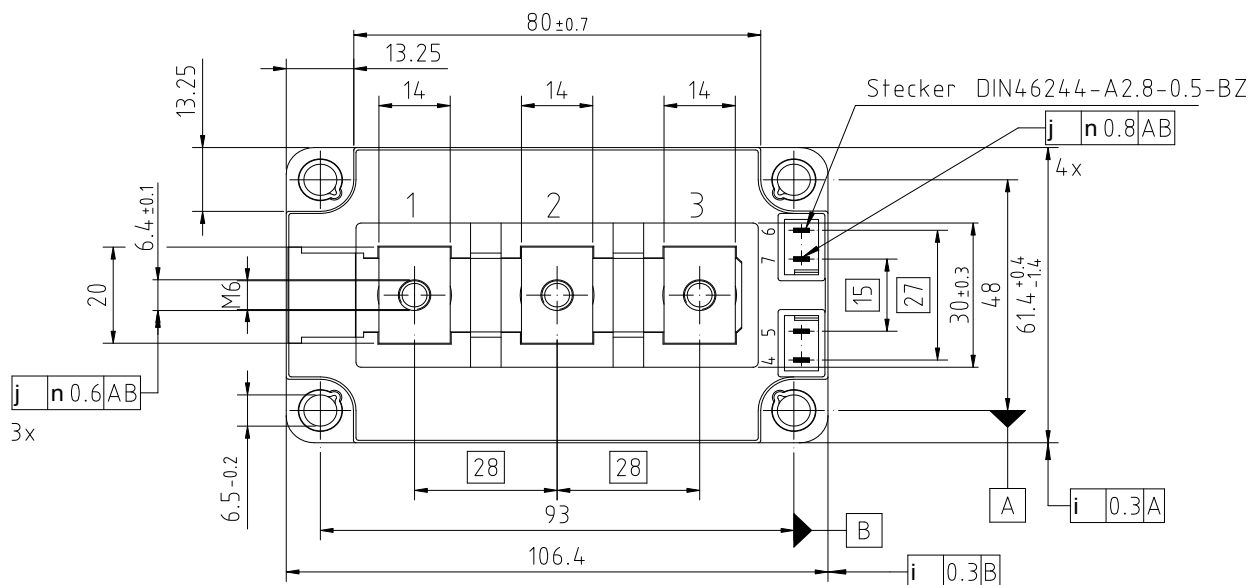 80±0.7
13.25
14 14 14
Stecker DIN46244-A2.8-0.5-BZ
j n 0.8 AB
4x
13.25
6.4±0.1
1 2 3
6
7
20
M6
15
27
30±0.3
48
61.4 +0.4 -1.4
5
4
j n 0.6 AB
3x
6.5-0.2
28 28
A
i 0.3 A
93
B
106.4
i 0.3 B